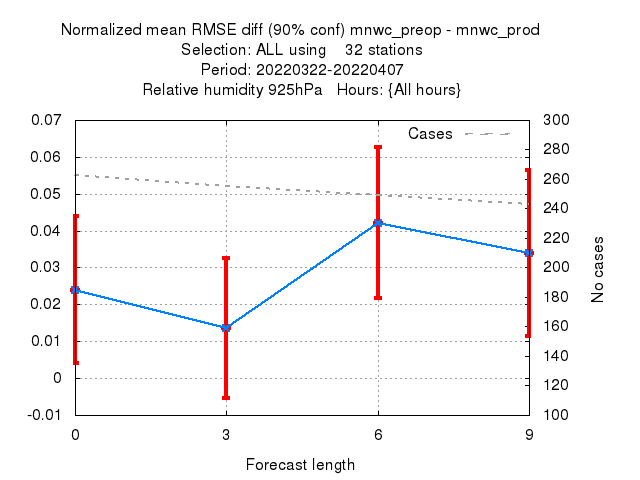 Normalized mean RMSE diff (90% conf) mnwc_preop - mnwc_prod
Selection: ALL using 32 stations
Period: 20220322-20220407
Relative humidity 925hPa Hours: {All hours}
Cases
0.07
0.06
0.05
0.04
0.03
0.02
0.01
0
-0.01
300
280
260
240
220
200
180
160
140
120
100
No cases
0 3 6 9
Forecast length